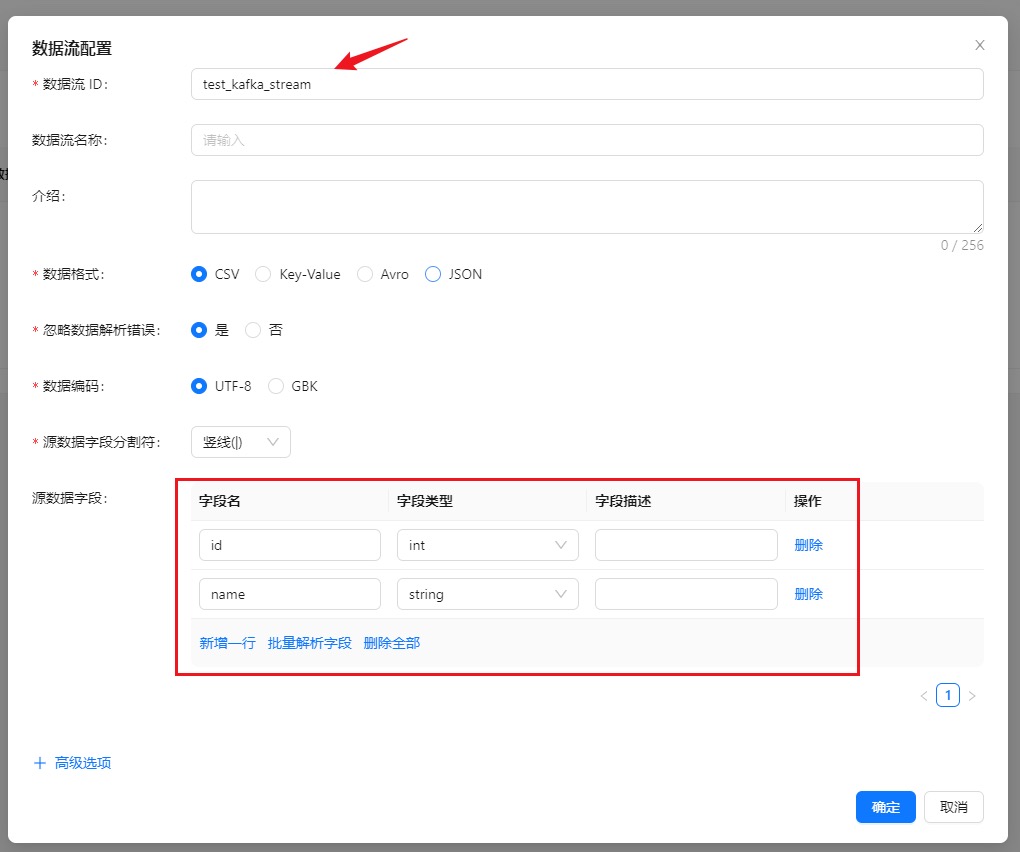 数据流配置
* 数据流 ID: test_kafka_stream
数据流名称: 请输入
介绍:
0 / 256
* 数据格式: CSV Key-Value Avro JSON
* 忽略数据解析错误: 是 否
* 数据编码: UTF-8 GBK
* 源数据字段分割符: 竖线(|)
源数据字段: 字段名 字段类型 字段描述 操作
id int 删除
name string 删除
新增一行 批量解析字段 删除全部
< 1 >
+ 高级选项
确定 取消